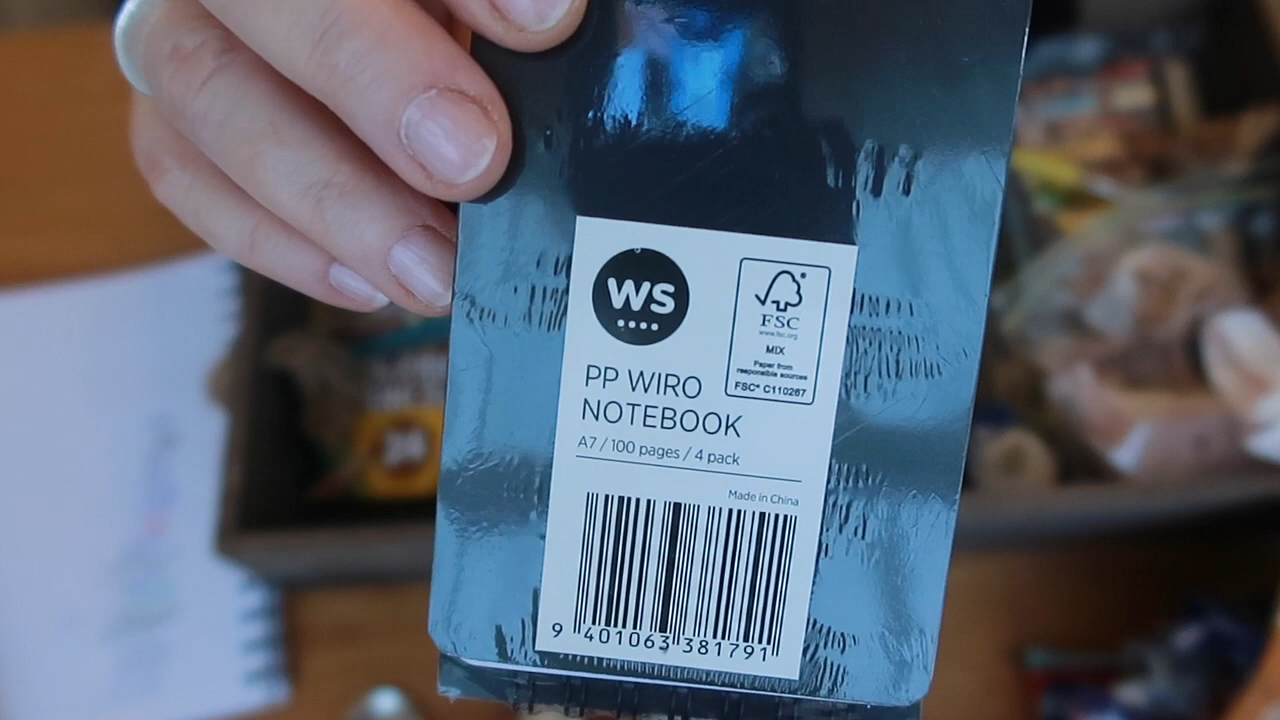 WS
FSC
www.fsc.org
MIX
Paper from
responsible sources
FSC® C110267
PP WIRO
NOTEBOOK
A7 / 100 pages / 4 pack
Made in China
9 401063 381791
24